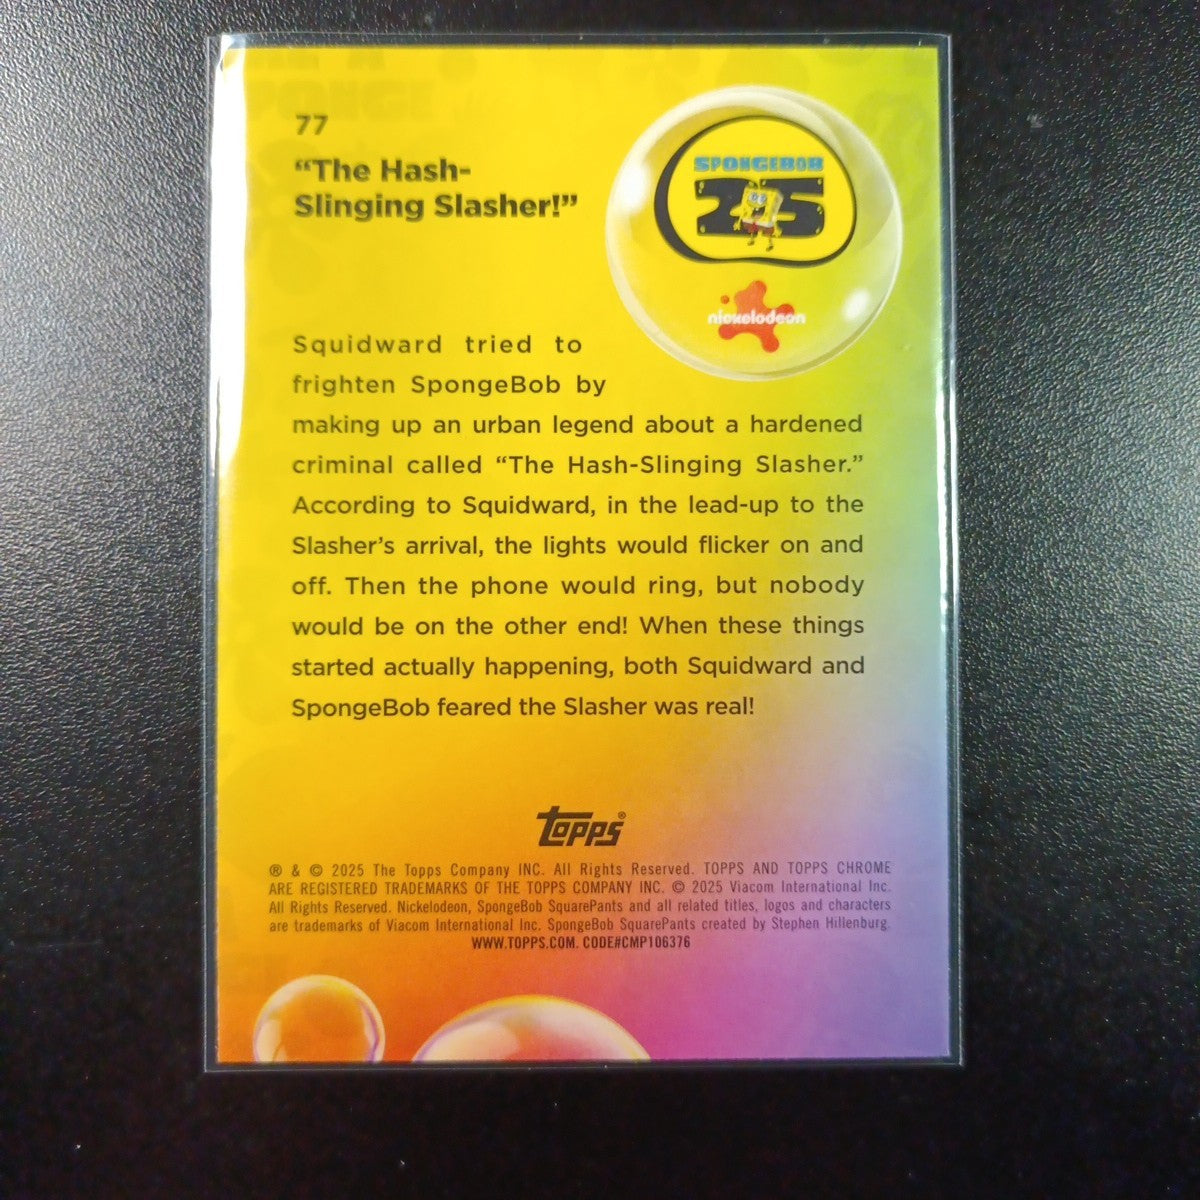 77
“The Hash-
Slinging Slasher!”
SPONGEBOB
25
nickelodeon
Squidward tried to
frighten SpongeBob by
making up an urban legend about a hardened
criminal called “The Hash-Slinging Slasher.”
According to Squidward, in the lead-up to the
Slasher’s arrival, the lights would flicker on and
off. Then the phone would ring, but nobody
would be on the other end! When these things
started actually happening, both Squidward and
SpongeBob feared the Slasher was real!
Topps®
® & © 2025 The Topps Company INC. All Rights Reserved. TOPPS AND TOPPS CHROME
ARE REGISTERED TRADEMARKS OF THE TOPPS COMPANY INC. © 2025 Viacom International Inc.
All Rights Reserved. Nickelodeon, SpongeBob SquarePants and all related titles, logos and characters
are trademarks of Viacom International Inc. SpongeBob SquarePants created by Stephen Hillenburg.
WWW.TOPPS.COM. CODE#CMP106376